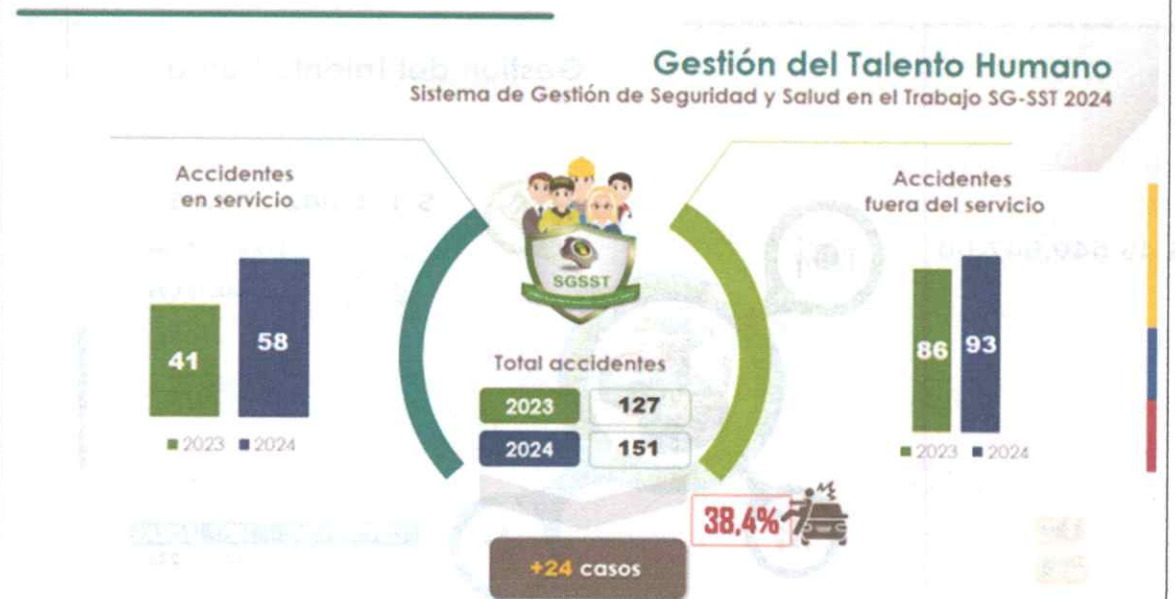 Gestión del Talento Humano
Sistema de Gestión de Seguridad y Salud en el Trabajo SG-SST 2024
Accidentes
en servicio
41
58
2023 2024
SGSST
Total accidentes
2023 127
2024 151
38,4%
+24 casos
Accidentes
fuera del servicio
86
93
2023 2024